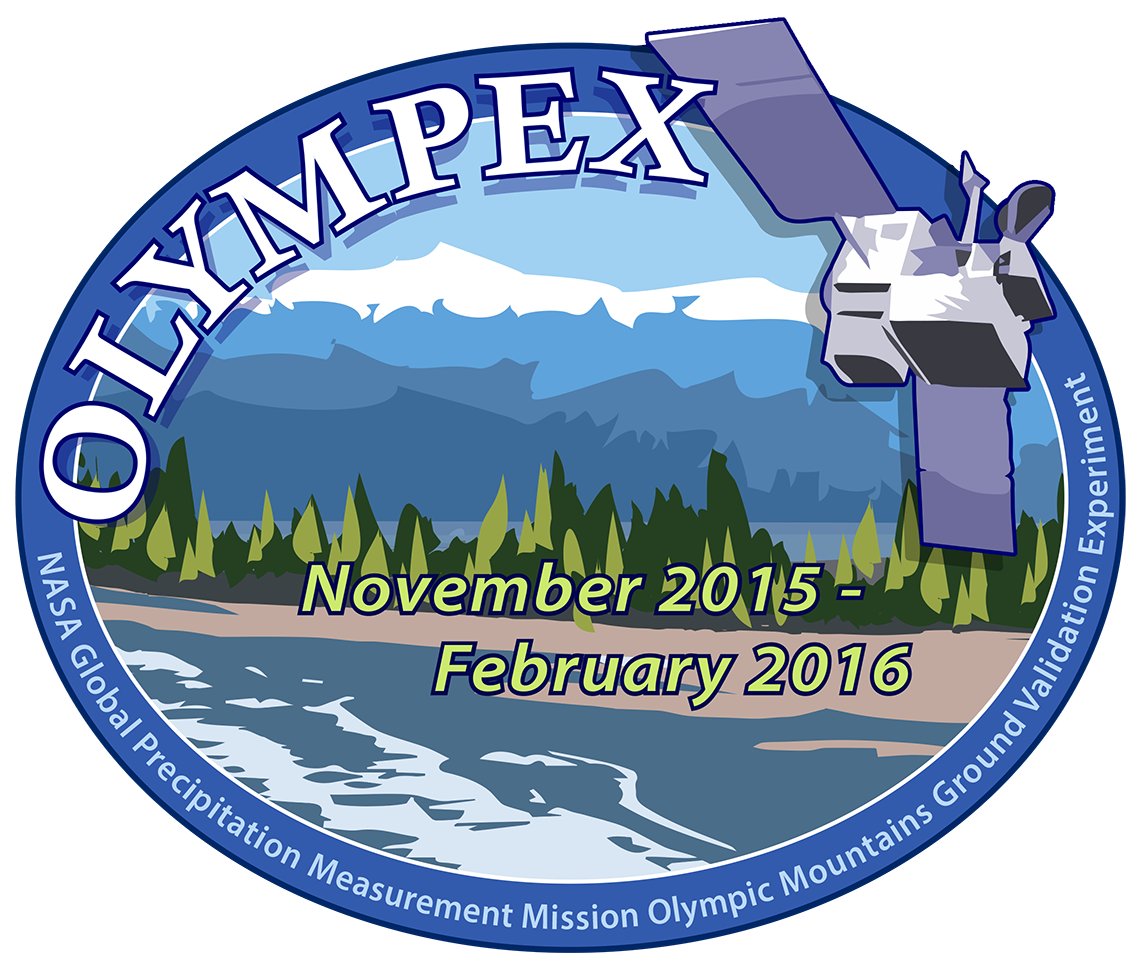 OLYMPEX
November 2015 -
February 2016
NASA Global Precipitation Measurement Mission Olympic Mountains Ground Validation Experiment